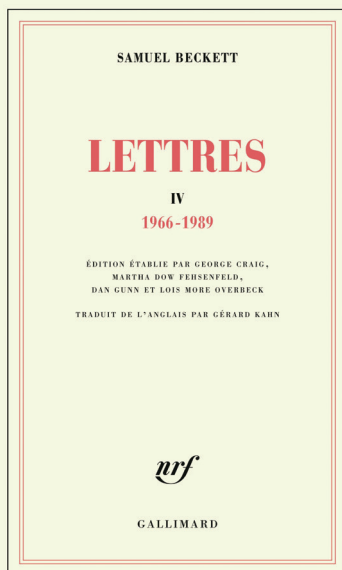 SAMUEL BECKETT
LETTRES
IV
1966-1989
ÉDITION ÉTABLIE PAR GEORGE CRAIG,
MARTHA DOW FEHSENFELD,
DAN GUNN ET LOIS MORE OVERBECK
TRADUIT DE L'ANGLAIS PAR GÉRARD KAHN
nrf
GALLIMARD